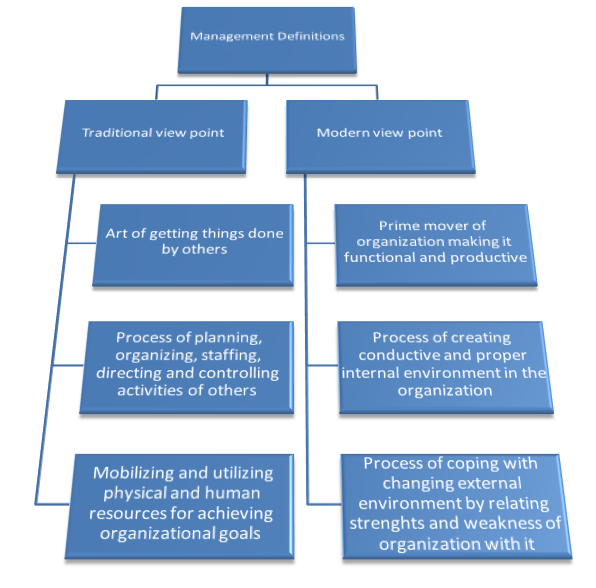 Management Definitions
Traditional view point
Modern view point
Art of getting things done
by others
Process of planning,
organizing, staffing,
directing and controlling
activities of others
Mobilizing and utilizing
physical and human
resources for achieving
organizational goals
Prime mover of
organization making it
functional and productive
Process of creating
conductive and proper
internal environment in the
organization
Process of coping with
changing external
environment by relating
strenghts and weakness of
organization with it